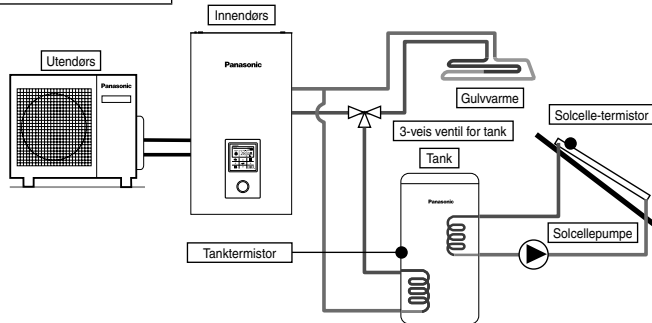 Innendørs
Utendørs
Panasonic
Panasonic
Gulvvarme
Solcelle-termistor
3-veis ventil for tank
Tank
Panasonic
Solcellepumpe
Tanktermistor